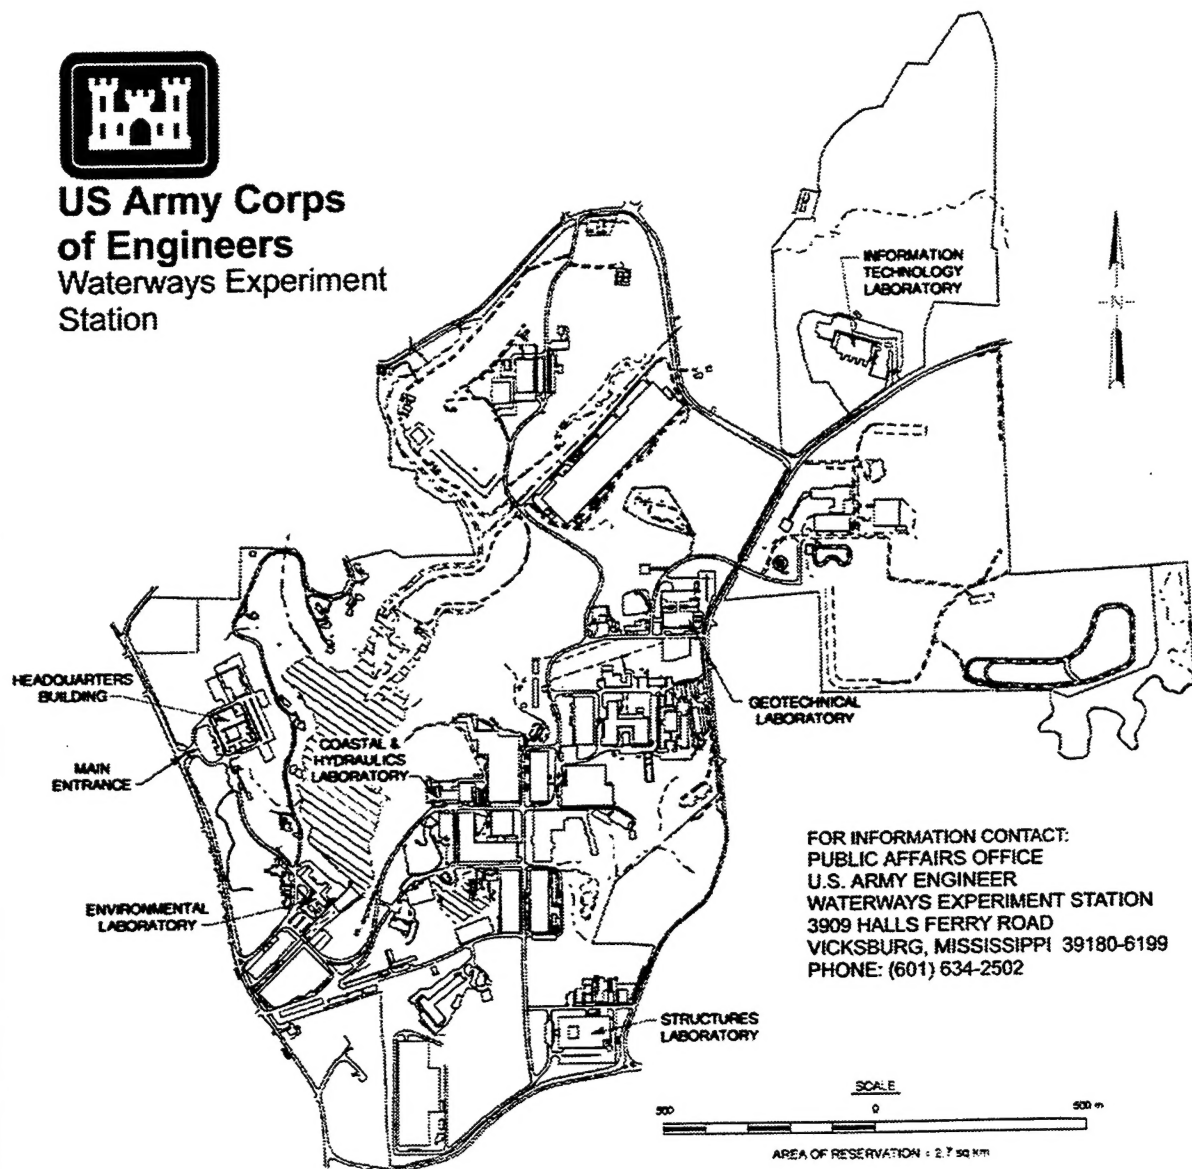 US Army Corps
of Engineers
Waterways Experiment
Station
INFORMATION
TECHNOLOGY
LABORATORY
N
HEADQUARTERS
BUILDING
MAIN
ENTRANCE
COASTAL &
HYDRAULICS
LABORATORY
GEOTECHNICAL
LABORATORY
ENVIRONMENTAL
LABORATORY
STRUCTURES
LABORATORY
FOR INFORMATION CONTACT:
PUBLIC AFFAIRS OFFICE
U.S. ARMY ENGINEER
WATERWAYS EXPERIMENT STATION
3909 HALLS FERRY ROAD
VICKSBURG, MISSISSIPPI 39180-6199
PHONE: (601) 634-2502
SCALE
500 0 500 m
AREA OF RESERVATION : 2.7 sq km